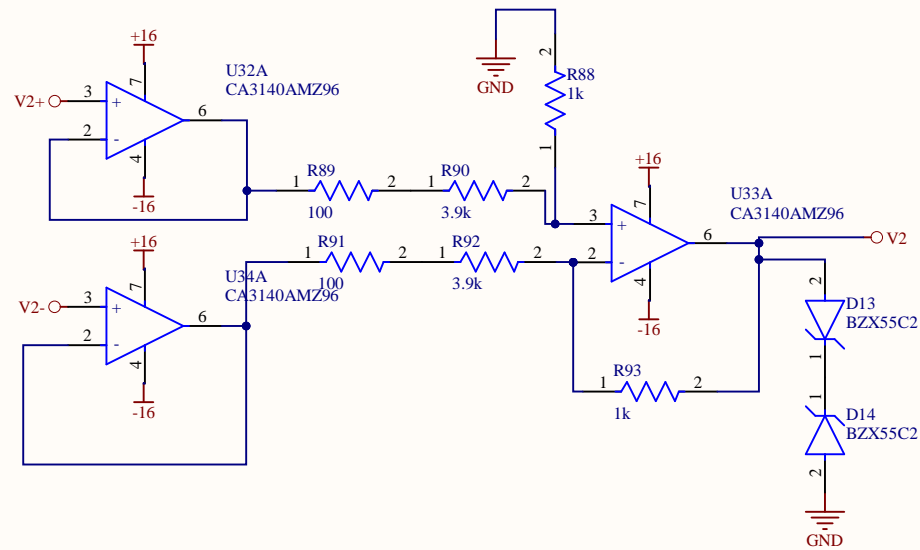 +16
U32A
CA3140AMZ96
7
V2+
3
+
6
2
-
4
-16
2
R88
1k
GND
1
1
R89
2
1
R90
2
100
3.9k
+16
U33A
CA3140AMZ96
7
3
+
6
V2
2
-
4
-16
1
R91
2
1
R92
2
100
3.9k
+16
U34A
CA3140AMZ96
7
V2-
3
+
6
2
-
4
-16
1
R93
2
1k
2
D13
BZX55C2
1
1
D14
BZX55C2
2
GND